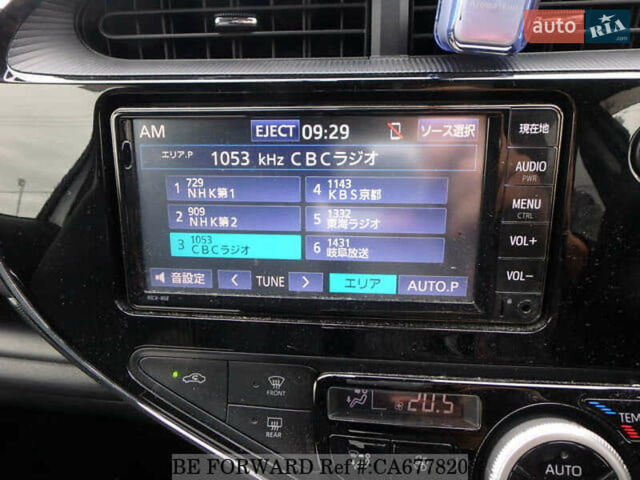 AromaRich
auto RIA
.com
AM
EJECT 09:29
ソース選択
エリア.P 1053 kHz CBCラジオ
1 729 NHK第1
4 1143 KBS京都
2 909 NHK第2
5 1332 東海ラジオ
3 1053 CBCラジオ
6 1431 岐阜放送
音設定 < TUNE > エリア AUTO.P
現在地
AUDIO
PWR
MENU
CTRL
VOL+
VOL-
FRONT
REAR
20.5
TEM
AUTO
BE FORWARD Ref#:CA677820